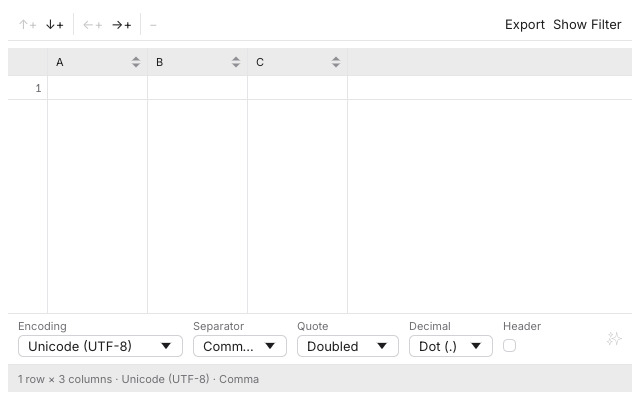 Export Show Filter
A B C
1
Encoding Separator Quote Decimal Header
Unicode (UTF-8) Comm... Doubled Dot (.)
1 row × 3 columns · Unicode (UTF-8) · Comma